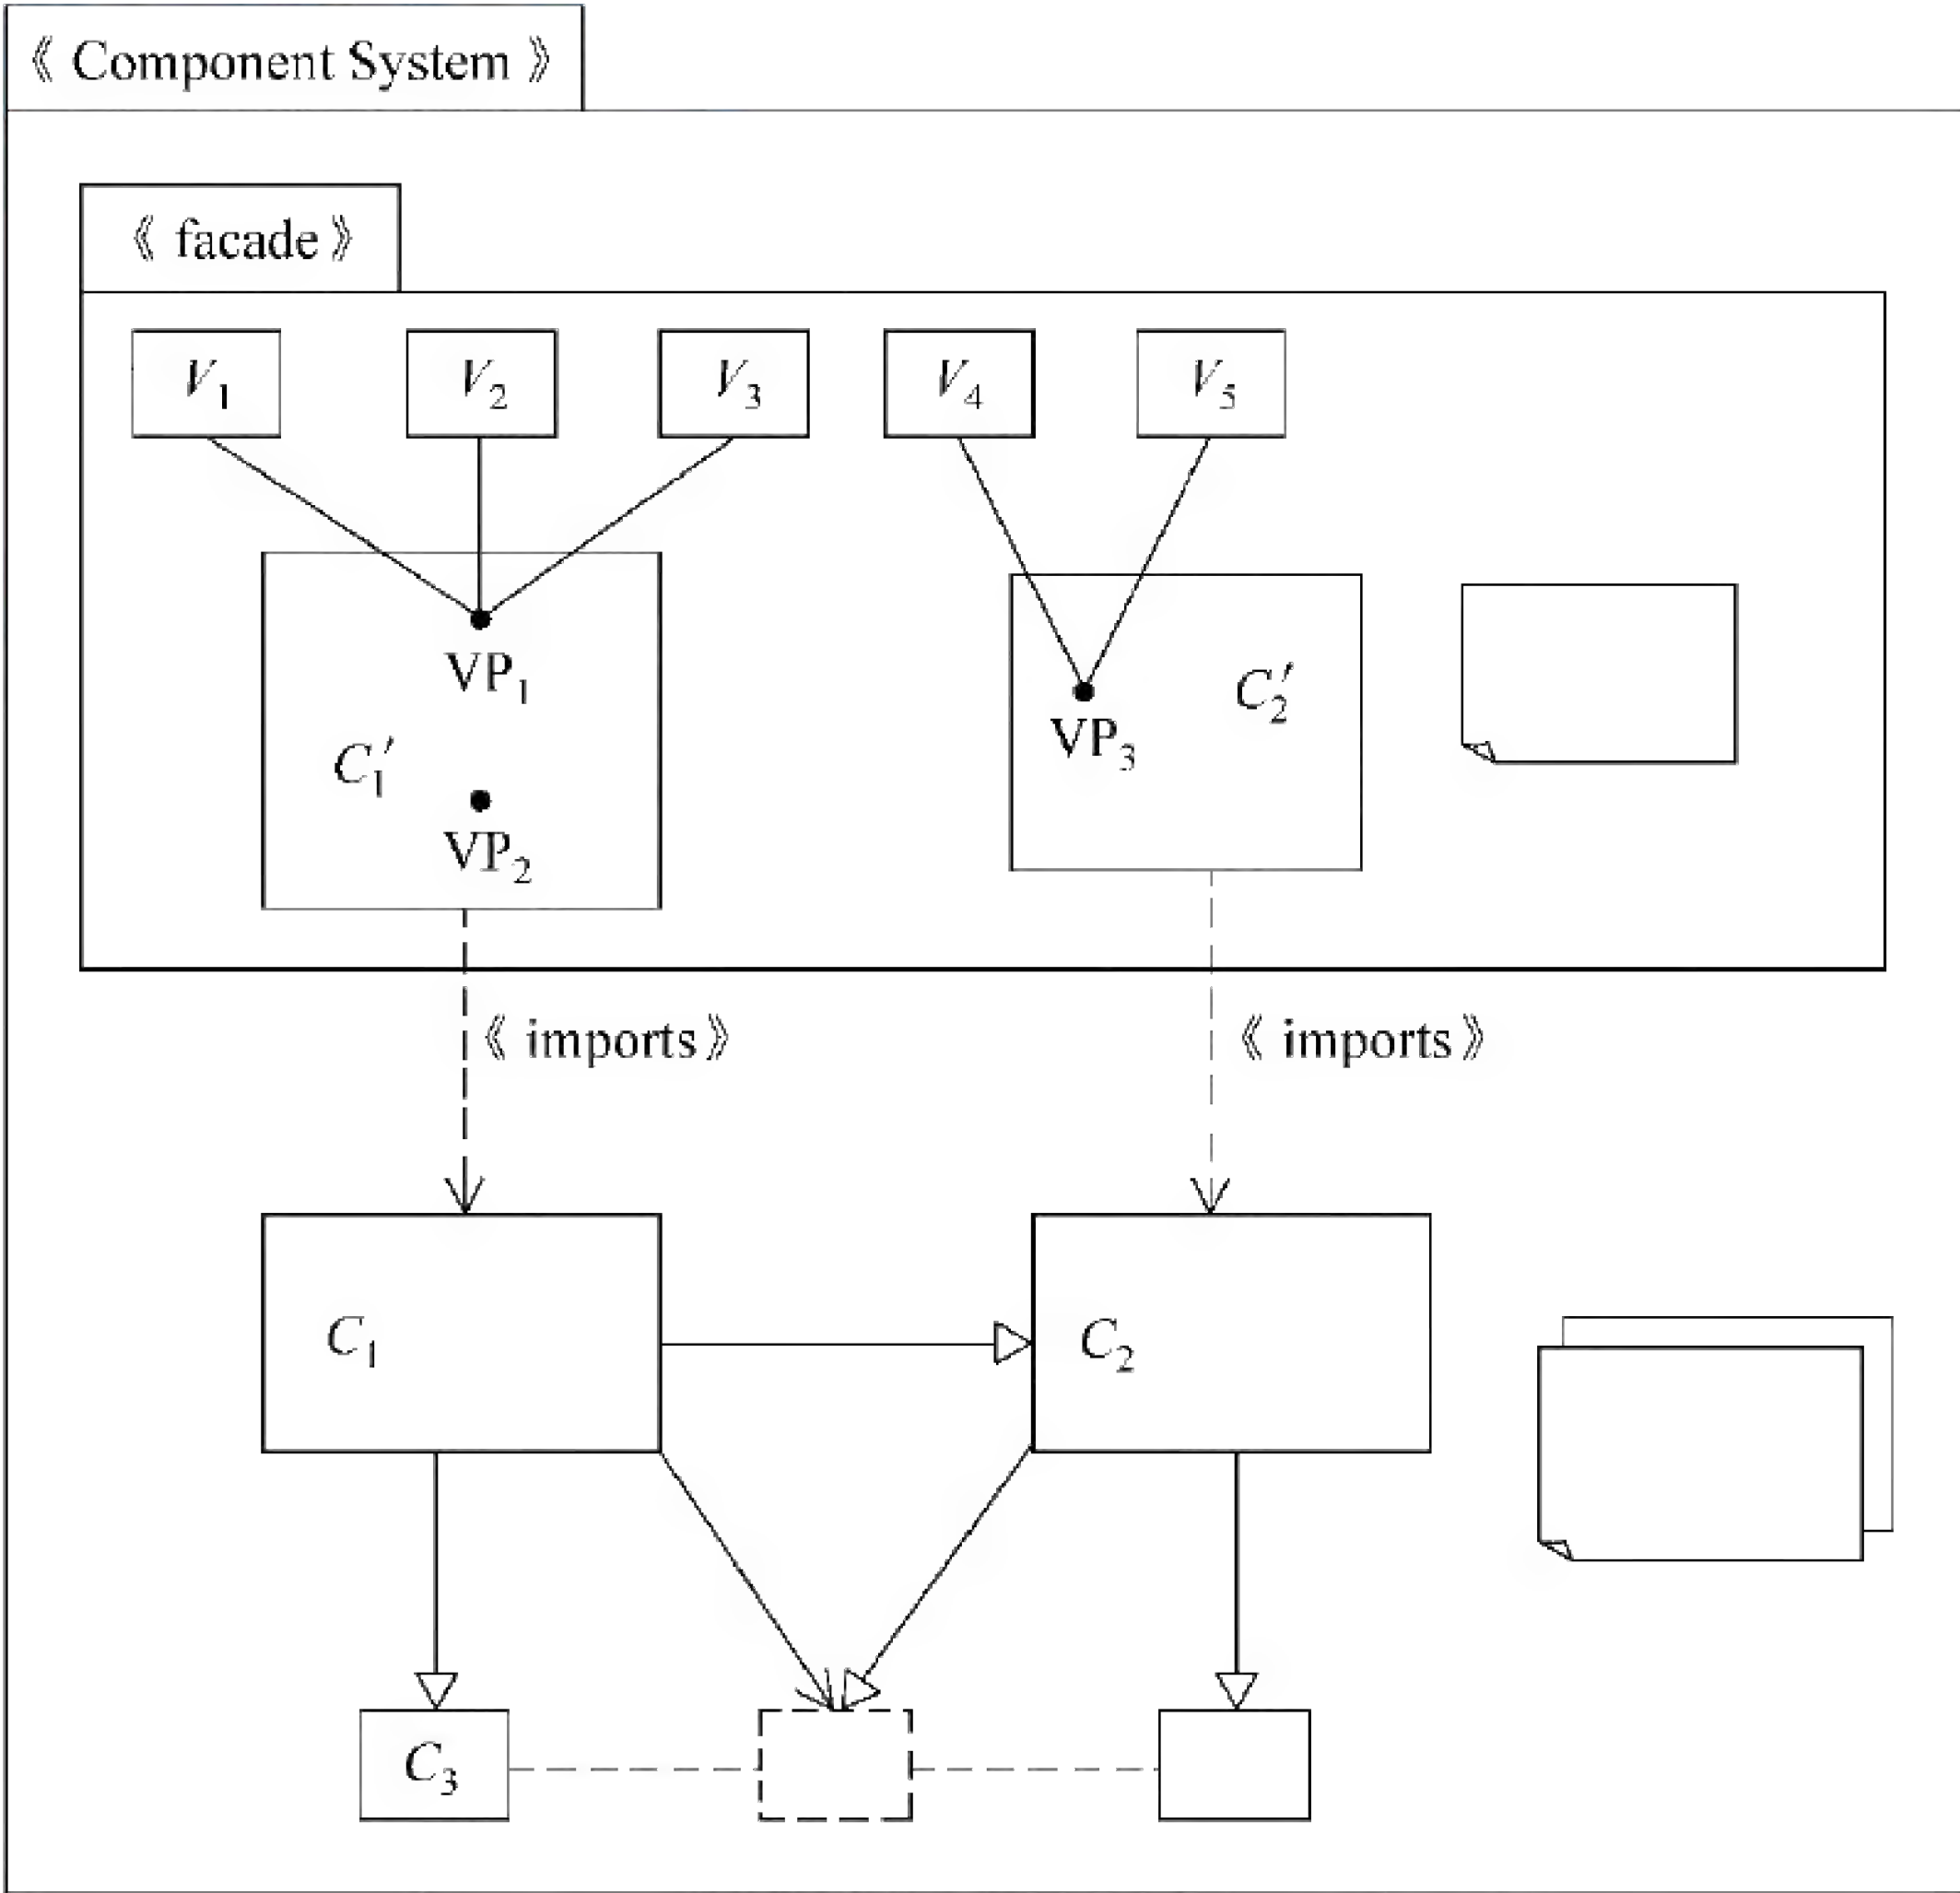 《 Component System 》
《 facade 》
V₁ V₂ V₃ V₄ V₅
VP₁
C₂′
VP₃
C₁′
VP₂
《 imports 》 《 imports 》
C₁ C₂
C₃